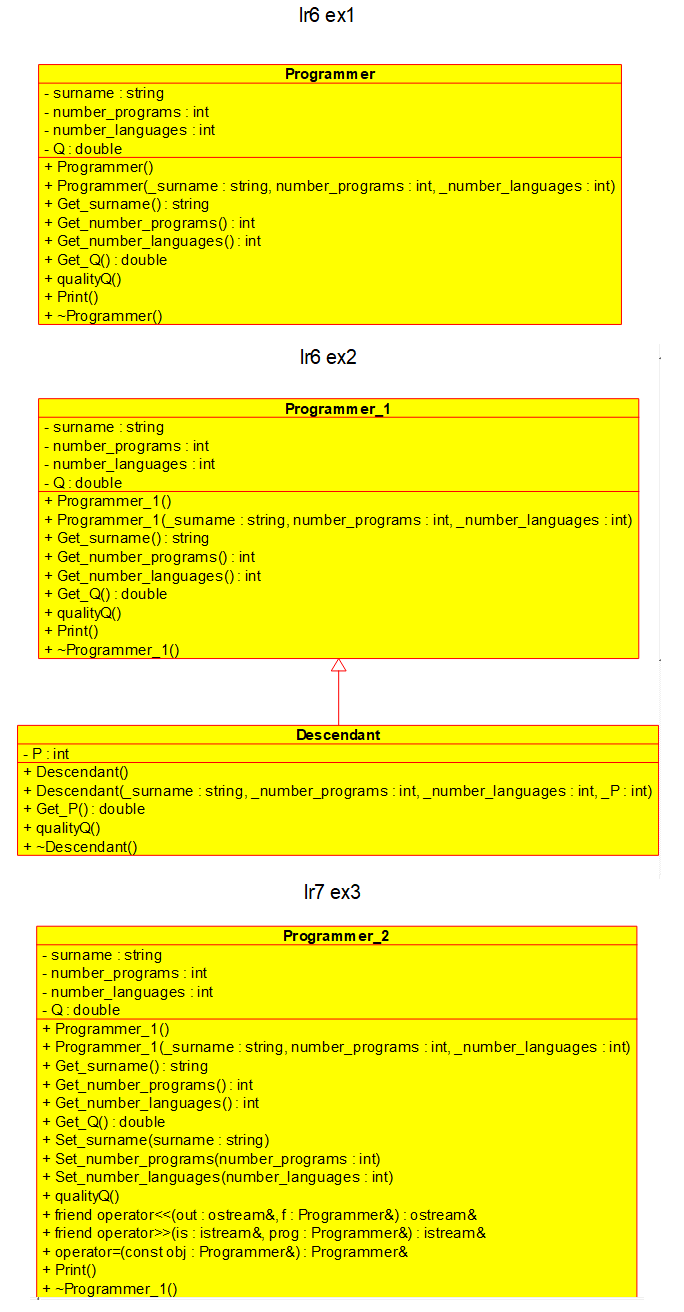 lr6 ex1
Programmer
- surname : string
- number_programs : int
- number_languages : int
- Q : double
+ Programmer()
+ Programmer(_surname : string, number_programs : int, _number_languages : int)
+ Get_surname() : string
+ Get_number_programs() : int
+ Get_number_languages() : int
+ Get_Q() : double
+ qualityQ()
+ Print()
+ ~Programmer()
lr6 ex2
Programmer_1
- surname : string
- number_programs : int
- number_languages : int
- Q : double
+ Programmer_1()
+ Programmer_1(_surname : string, number_programs : int, _number_languages : int)
+ Get_surname() : string
+ Get_number_programs() : int
+ Get_number_languages() : int
+ Get_Q() : double
+ qualityQ()
+ Print()
+ ~Programmer_1()
Descendant
- P : int
+ Descendant()
+ Descendant(_surname : string, _number_programs : int, _number_languages : int, _P : int)
+ Get_P() : double
+ qualityQ()
+ ~Descendant()
lr7 ex3
Programmer_2
- surname : string
- number_programs : int
- number_languages : int
- Q : double
+ Programmer_1()
+ Programmer_1(_surname : string, number_programs : int, _number_languages : int)
+ Get_surname() : string
+ Get_number_programs() : int
+ Get_number_languages() : int
+ Get_Q() : double
+ Set_surname(surname : string)
+ Set_number_programs(number_programs : int)
+ Set_number_languages(number_languages : int)
+ qualityQ()
+ friend operator<<(out : ostream&, f : Programmer&) : ostream&
+ friend operator>>(is : istream&, prog : Programmer&) : istream&
+ operator=(const obj : Programmer&) : Programmer&
+ Print()
+ ~Programmer_1()